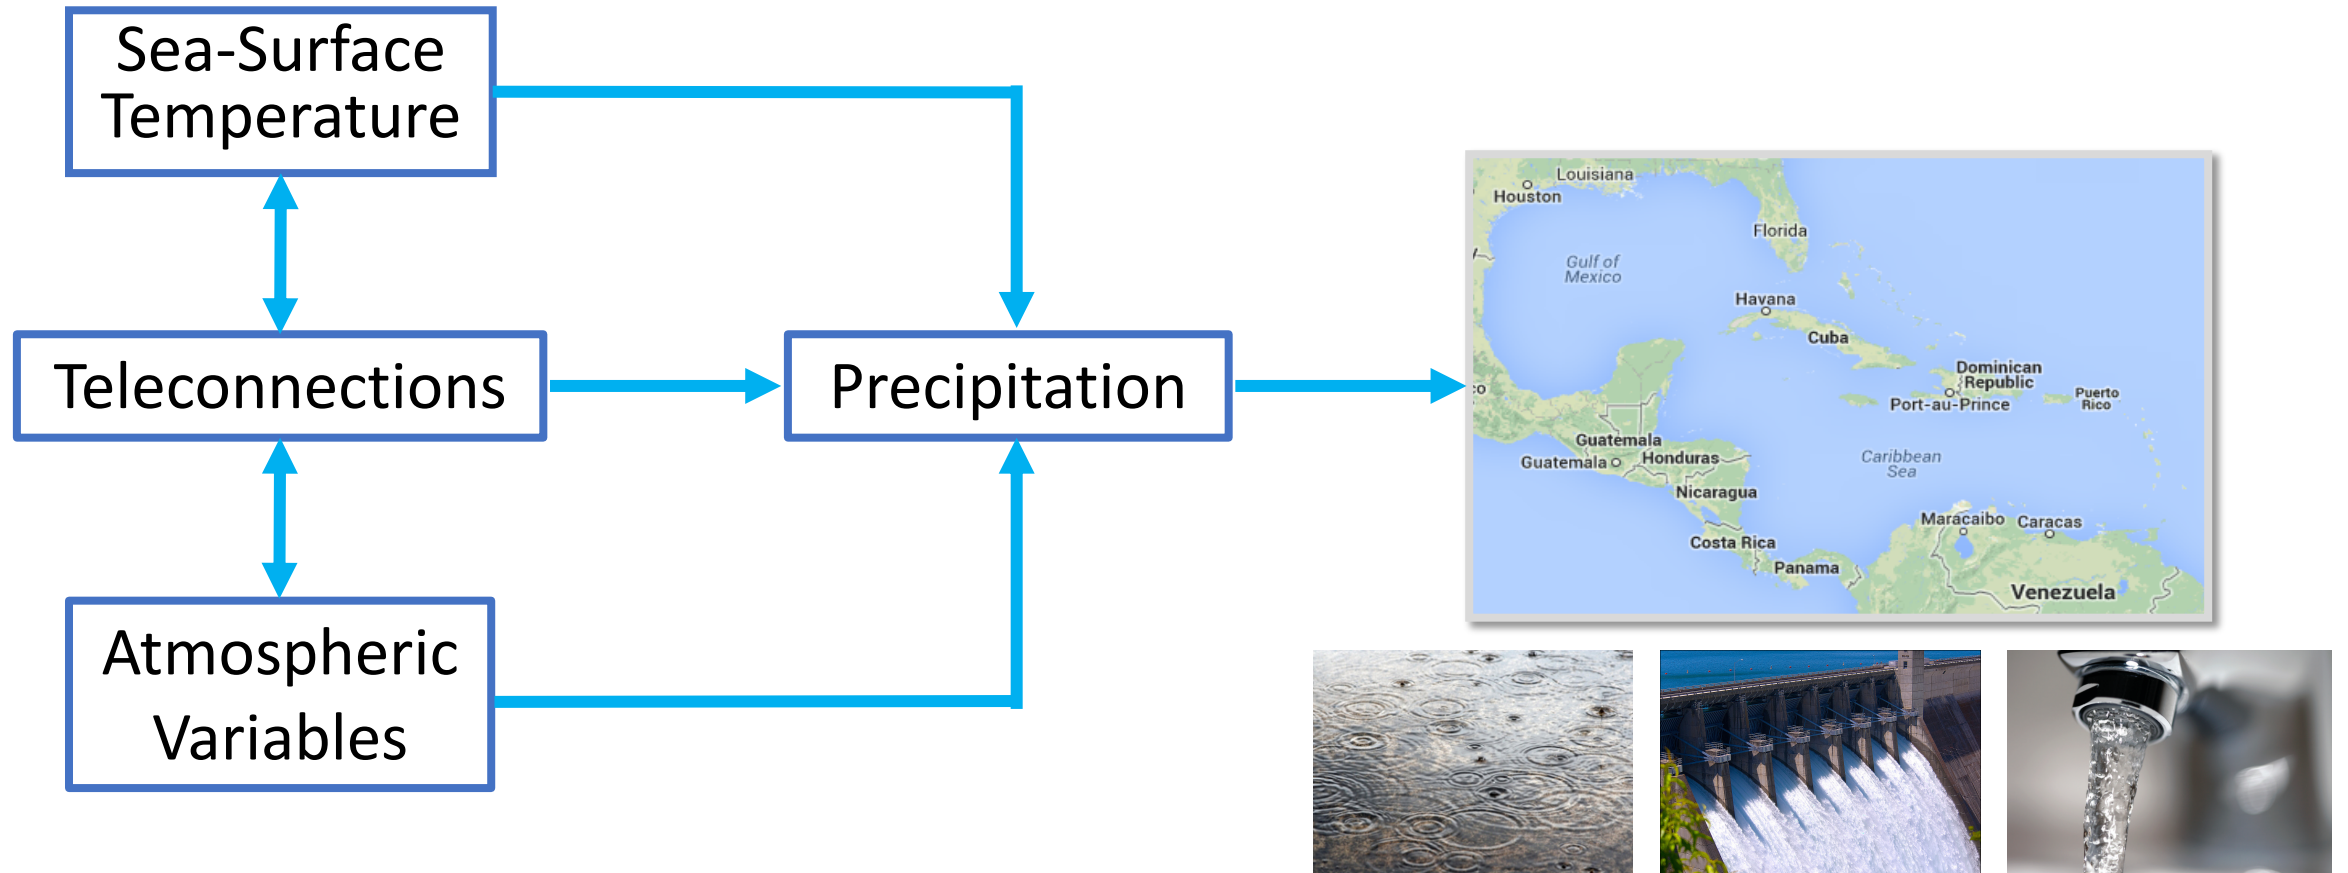 Sea-Surface
Temperature
Teleconnections
Atmospheric
Variables
Precipitation
Louisiana
Houston
Florida
Gulf of
Mexico
Havana
Cuba
Dominican
Republic
Port-au-Prince
Puerto
Rico
co
Guatemala
Guatemala
Honduras
Caribbean
Sea
Nicaragua
Maracaibo
Caracas
Costa Rica
Panama
Venezuela